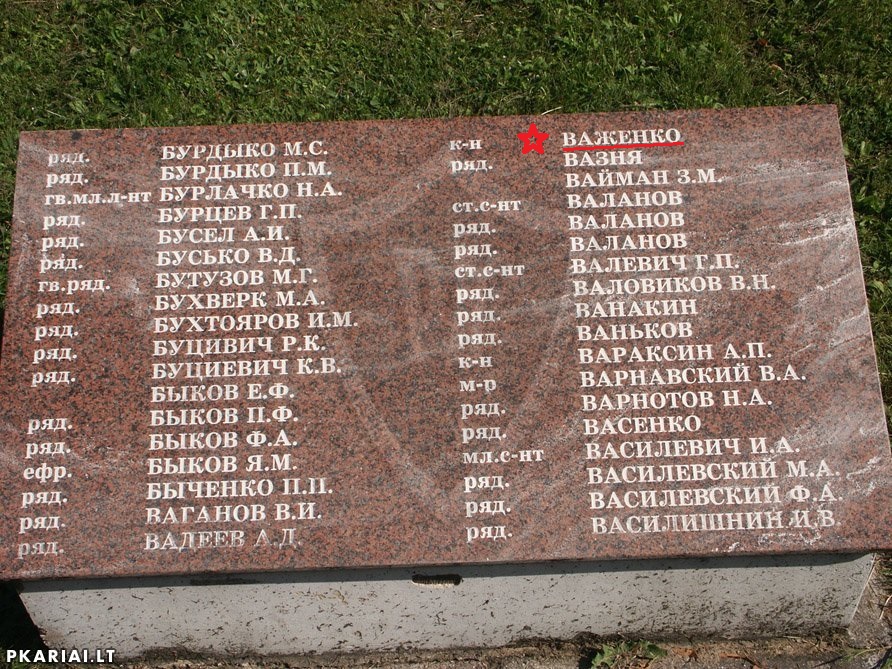 ряд. БУРДЫКО М.С.
ряд. БУРДЫКО П.М.
гв.мл.л-нт БУРЛАЧКО Н.А.
ряд. БУРЦЕВ Г.П.
ряд. БУСЕЛ А.И.
ряд. БУСЬКО В.Д.
гв.ряд. БУТУЗОВ М.Г.
ряд. БУХВЕРК М.А.
ряд. БУХТОЯРОВ И.М.
ряд. БУЦИВИЧ Р.К.
ряд. БУЦИЕВИЧ К.В.
БЫКОВ Е.Ф.
ряд. БЫКОВ П.Ф.
ряд. БЫКОВ Ф.А.
ефр. БЫКОВ Я.М.
ряд. БЫЧЕНКО П.П.
ряд. ВАГАНОВ В.И.
ряд. ВАДЕЕВ А.Д.
к-н ВАЖЕНКО
ряд. ВАЗНЯ
ВАЙМАН З.М.
ст.с-нт ВАЛАНОВ
ряд. ВАЛАНОВ
ряд. ВАЛАНОВ
ст.с-нт ВАЛЕВИЧ Г.П.
ряд. ВАЛОВИКОВ В.Н.
ряд. ВАНАКИН
ряд. ВАНЬКОВ
к-н ВАРАКСИН А.П.
м-р ВАРНАВСКИЙ В.А.
ряд. ВАРНОТОВ Н.А.
ряд. ВАСЕНКО
мл.с-нт ВАСИЛЕВИЧ И.А.
ряд. ВАСИЛЕВСКИЙ М.А.
ряд. ВАСИЛЕВСКИЙ Ф.А.
ряд. ВАСИЛИШНИН И.В.
PKARIAI.LT